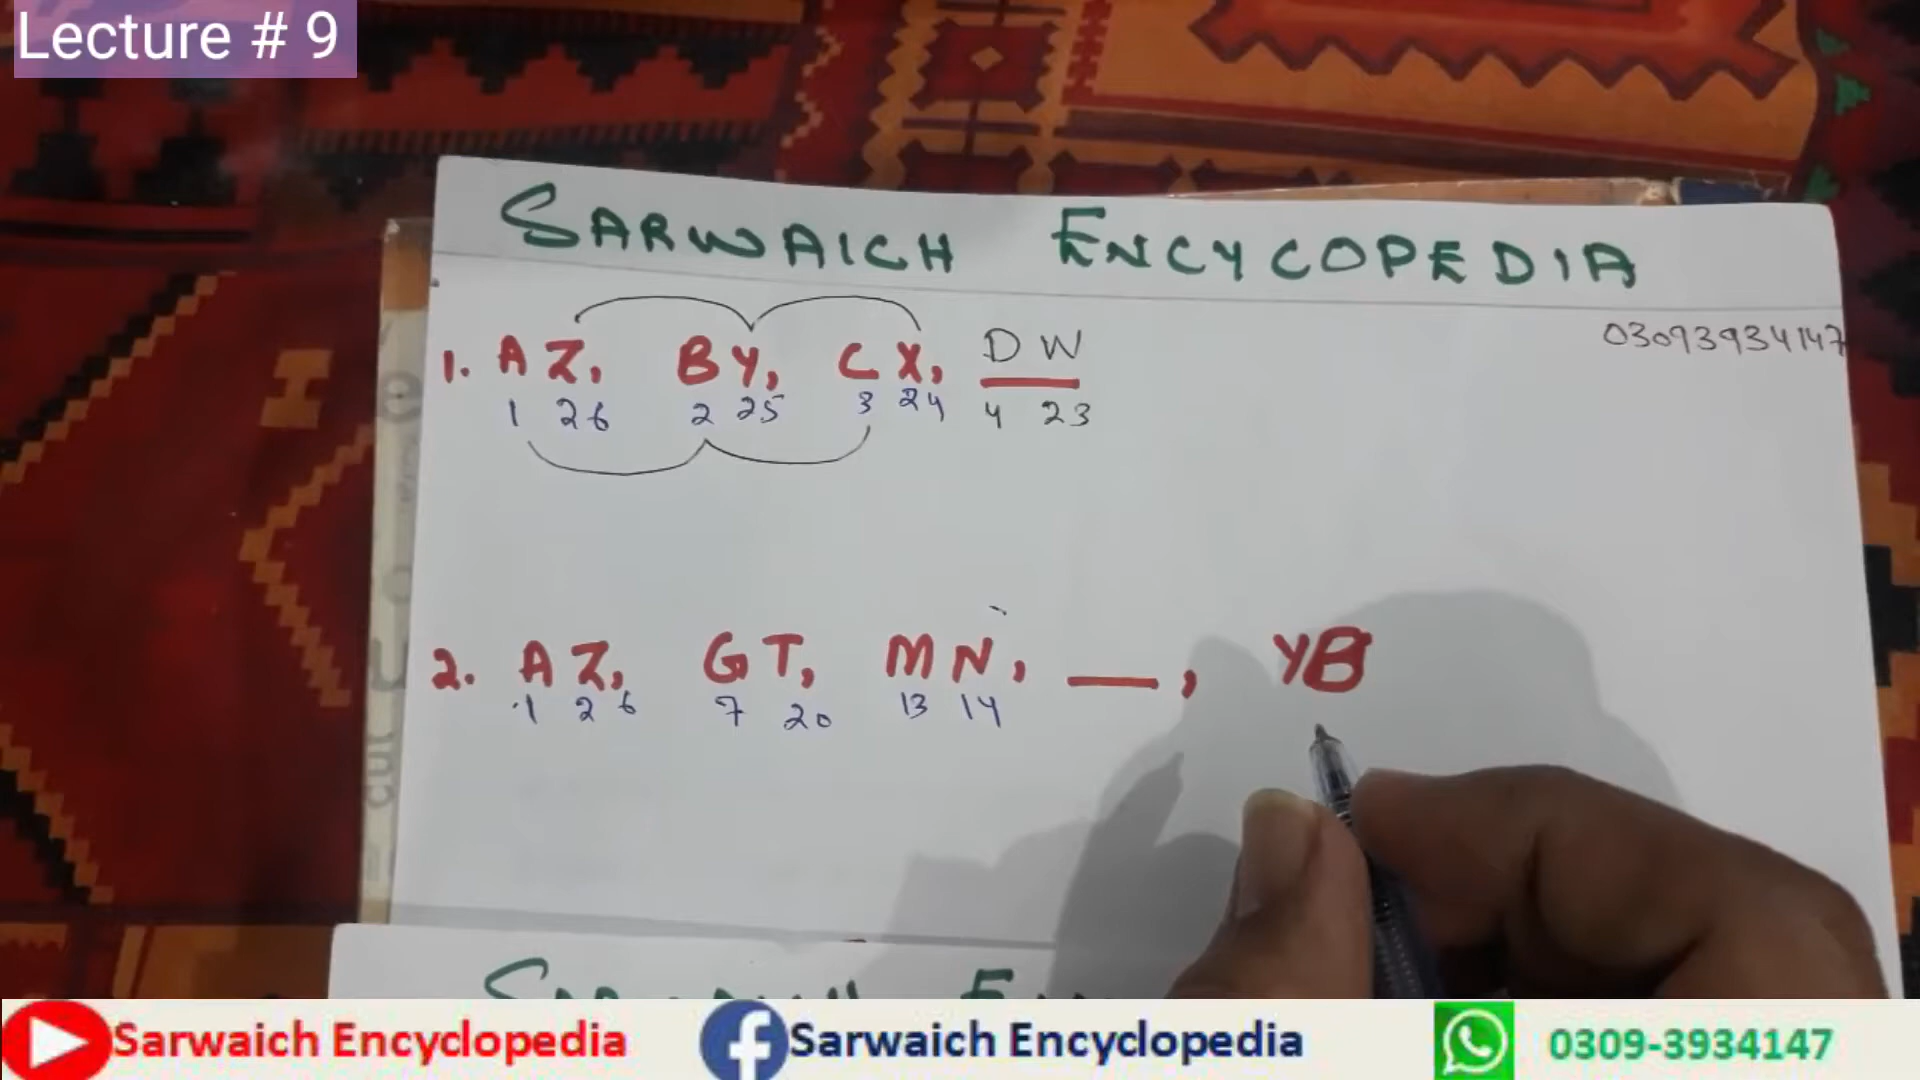 Lecture # 9
SARWAICH ENCYCOPEDIA
03093934147
1. AZ, BY, CX, DW
1 26 2 25 3 24 4 23
2. AZ, GT, MN, __, YB
1 26 7 20 13 14
Sarwaich Encyclopedia Sarwaich Encyclopedia 0309-3934147